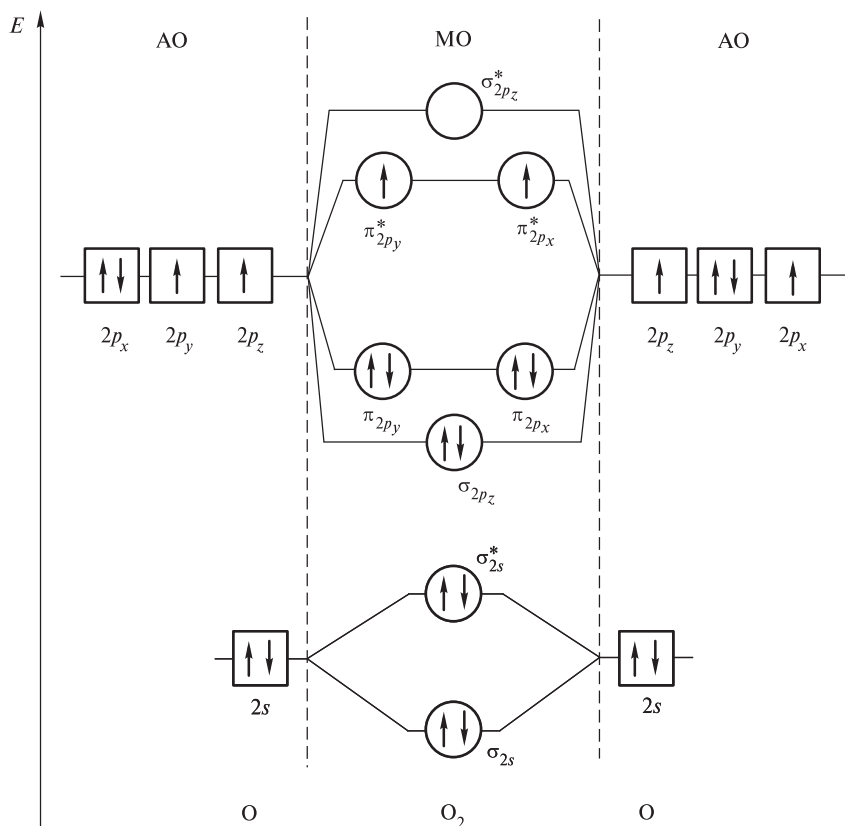 E
AO MO AO
σ*2pz
π*2py π*2px
2px 2py 2pz 2pz 2py 2px
π2py π2px
σ2pz
σ*2s
2s 2s
σ2s
O O2 O